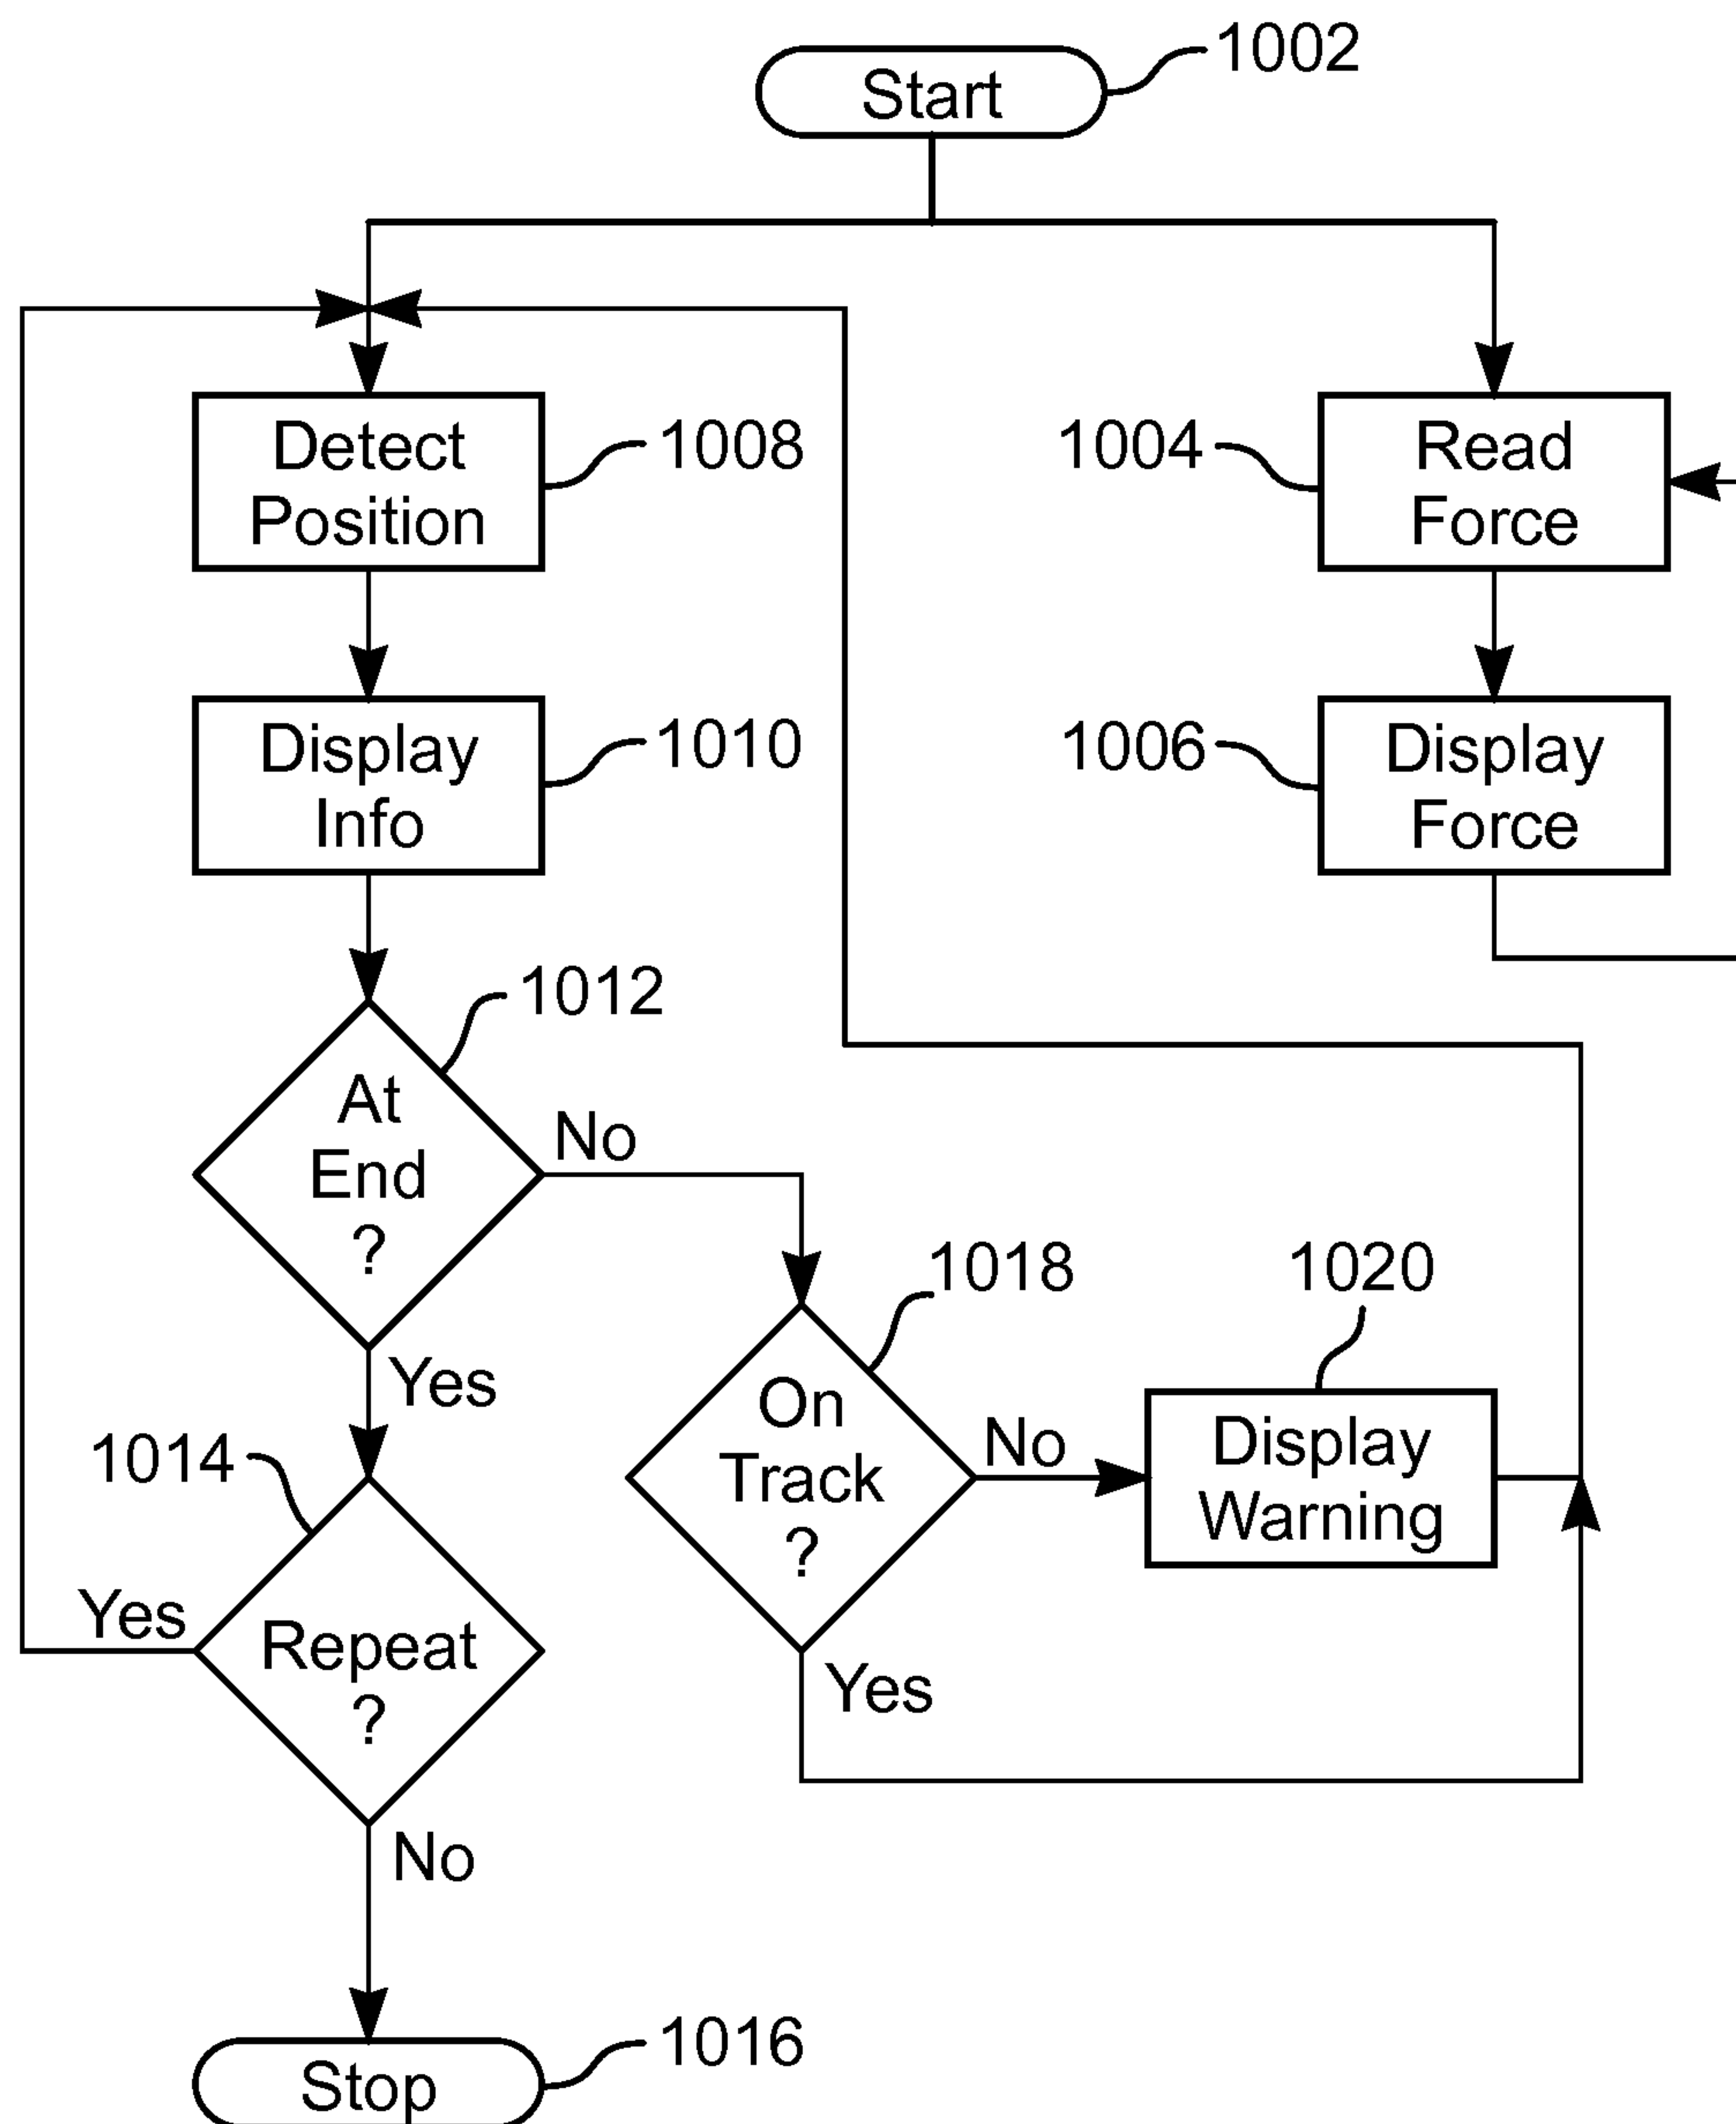 1002
Start
Detect
Position
1008
1004
Read
Force
Display
Info
1010
1006
Display
Force
1012
At
End
?
No
Yes
1018
1020
On
Track
?
No
Display
Warning
Yes
1014
Yes
Repeat
?
No
Stop
1016